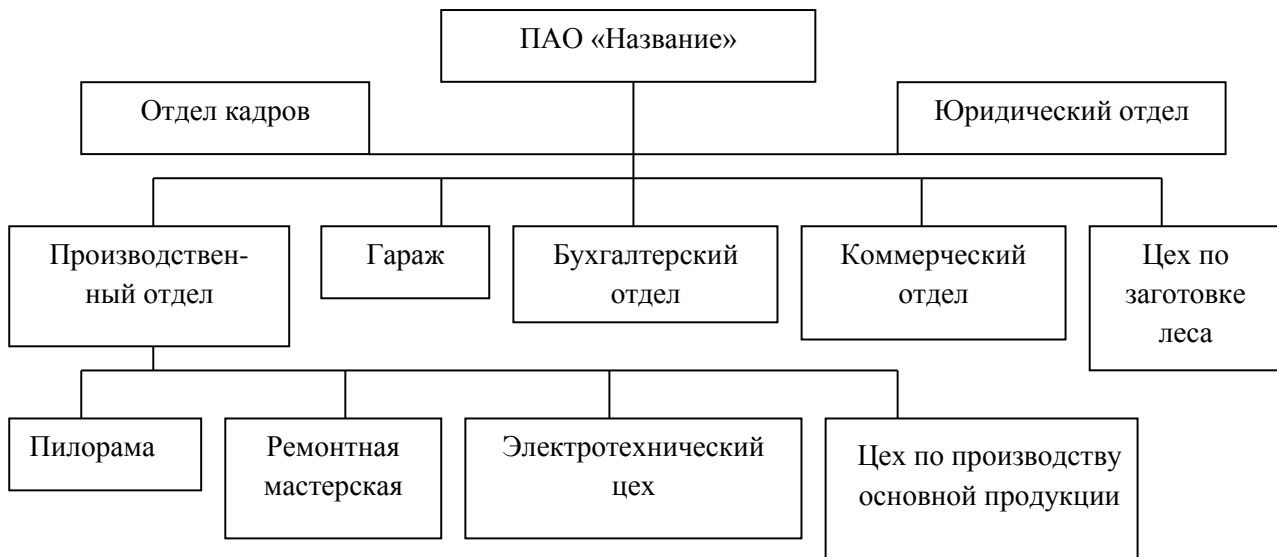 ПАО «Название»
Отдел кадров
Юридический отдел
Производствен-
ный отдел
Гараж
Бухгалтерский
отдел
Коммерческий
отдел
Цех по
заготовке
леса
Пилорама
Ремонтная
мастерская
Электротехнический
цех
Цех по производству
основной продукции